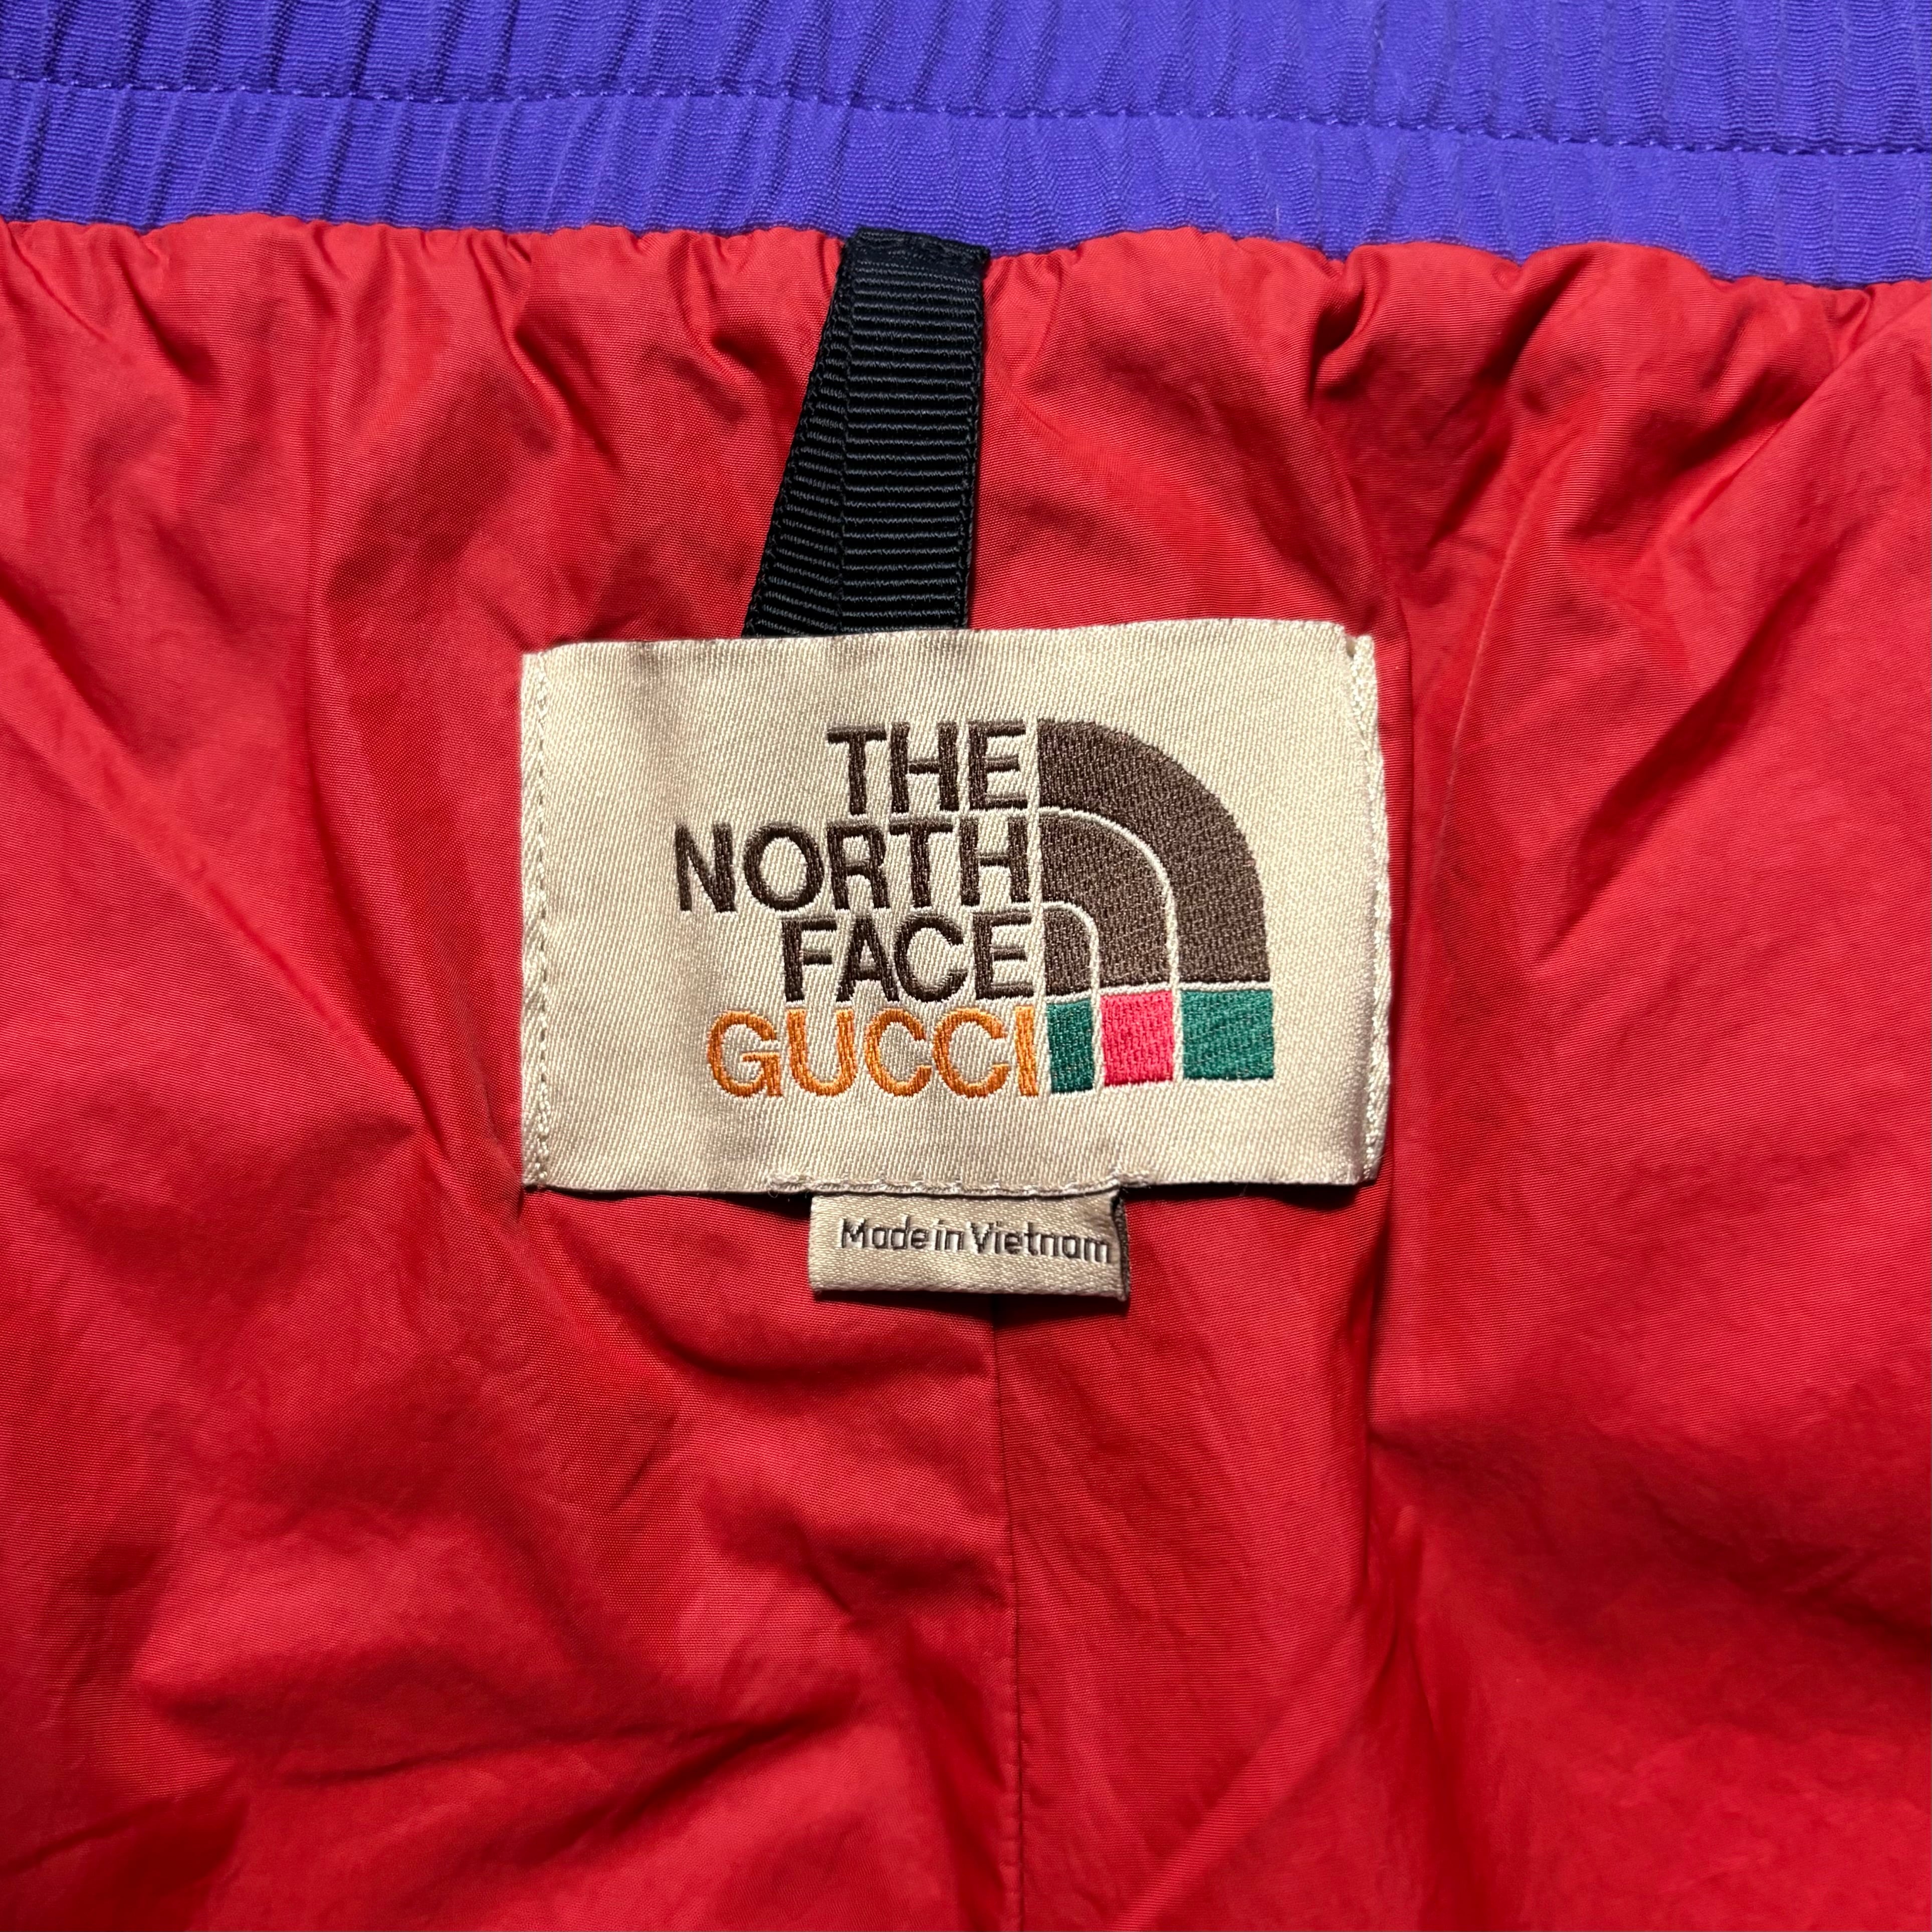 THE
NORTH
FACE
GUCCI
Made in Vietnam